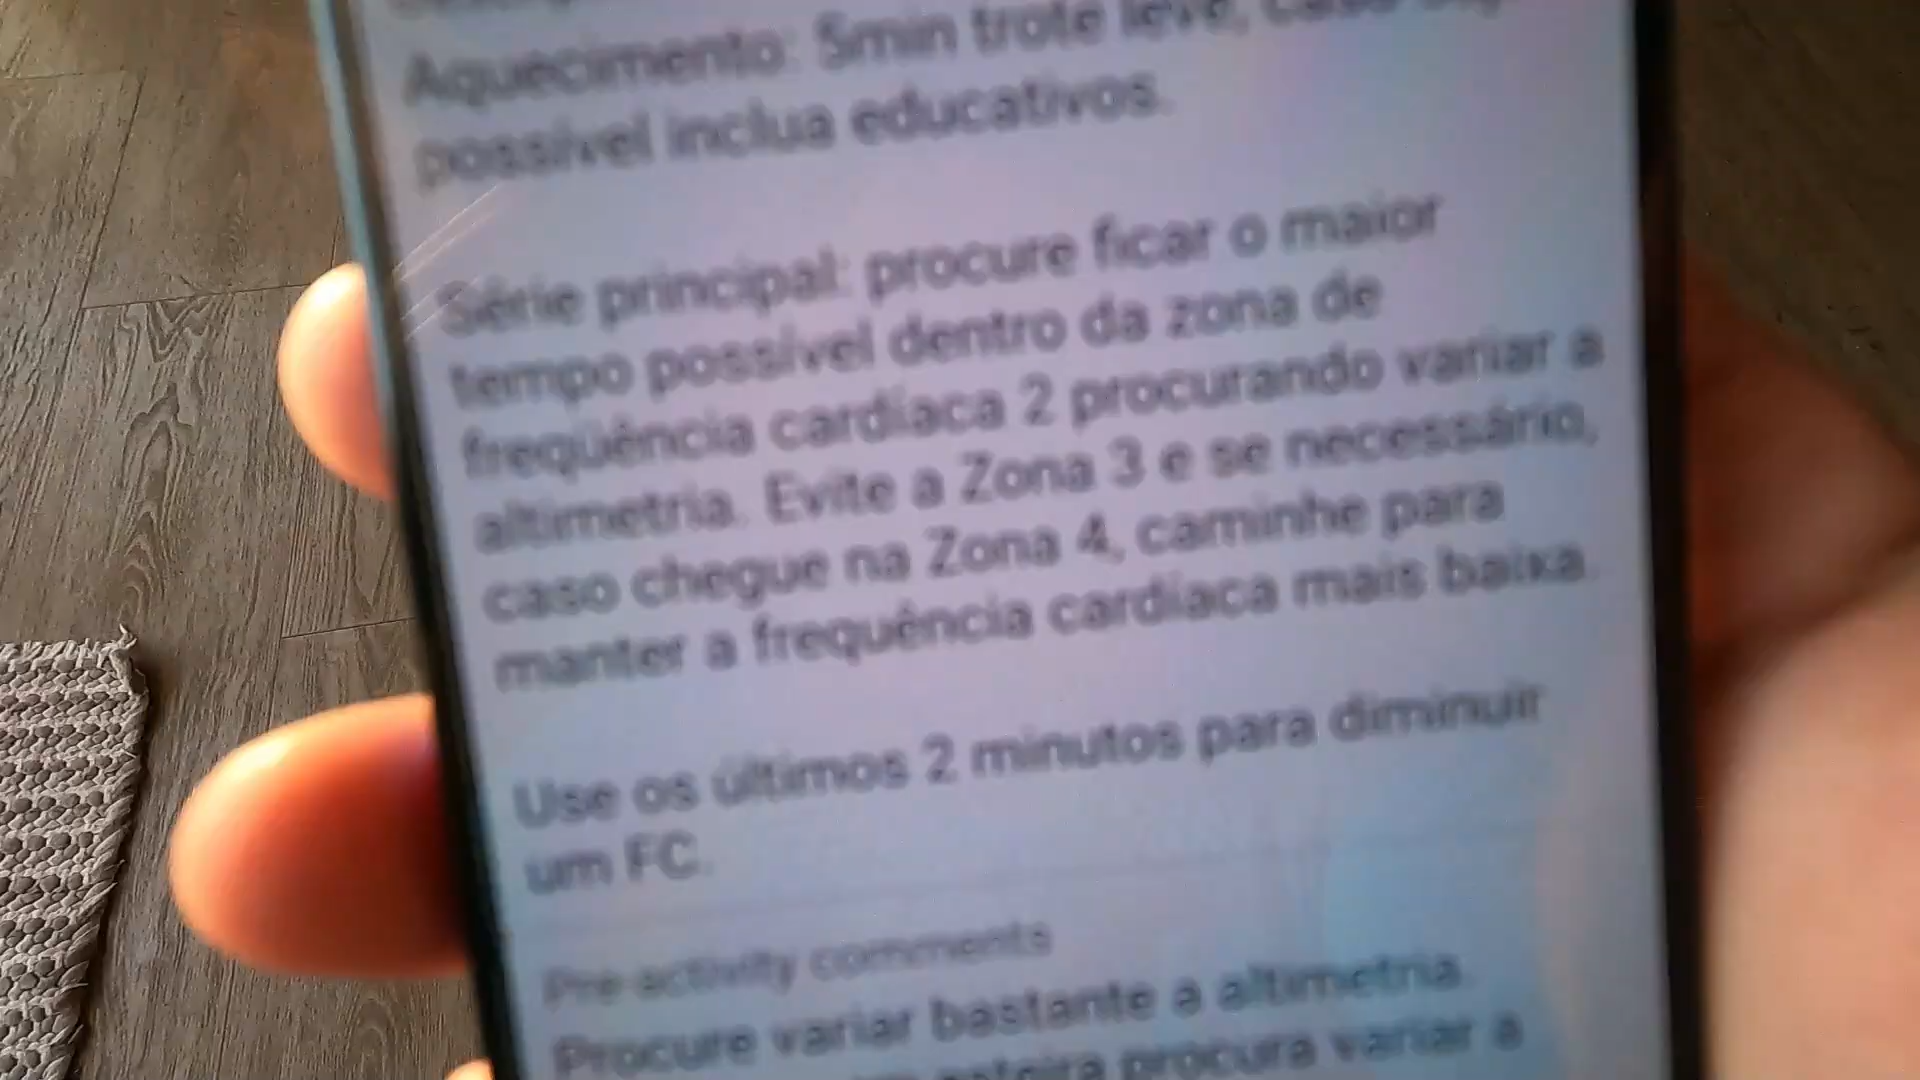 Aquecimento: 5min trote leve, caso
possível inclua educativos.
Série principal: procure ficar o maior
tempo possível dentro da zona de
freqüência cardíaca 2 procurando variar a
altimetria. Evite a Zona 3 e se necessário,
caso chegue na Zona 4, caminhe para
manter a frequência cardíaca mais baixa.
Use os últimos 2 minutos para diminuir
um FC.
Pre activity comments
Procure variar bastante a altimetria.
esteira procura variar a